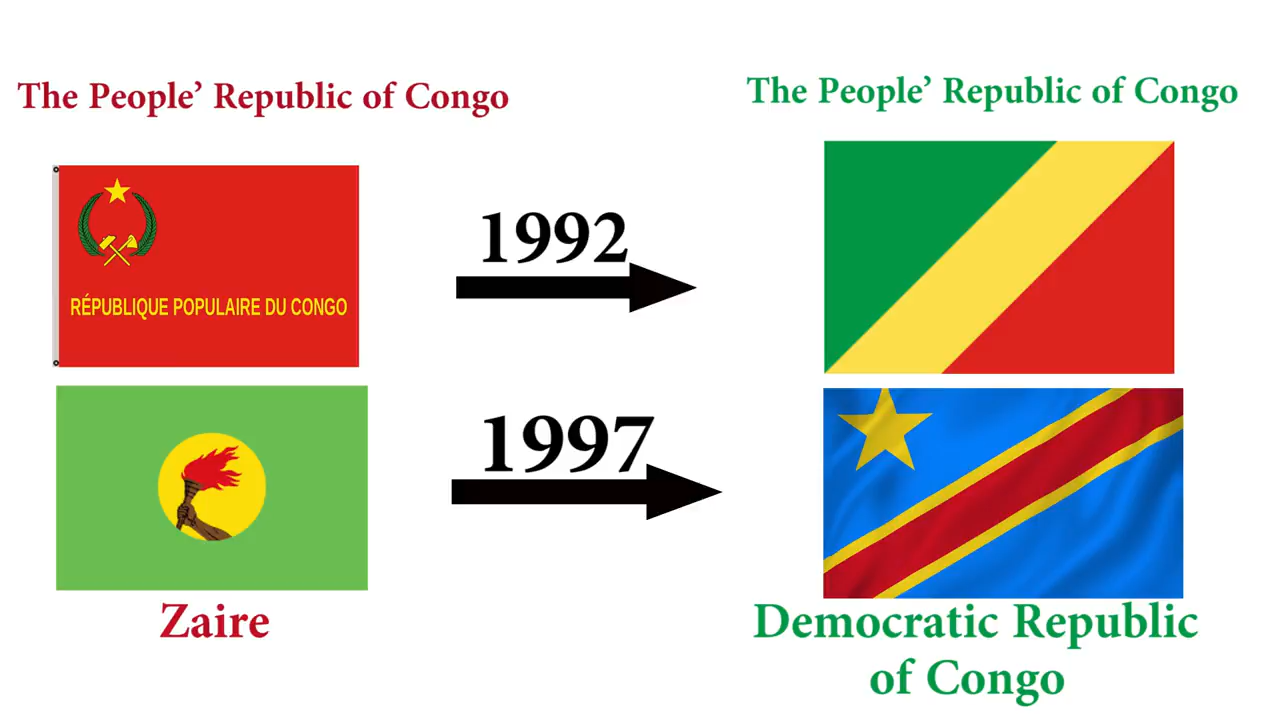 The People’ Republic of Congo
The People’ Republic of Congo
RÉPUBLIQUE POPULAIRE DU CONGO
1992
1997
Zaire
Democratic Republic
of Congo